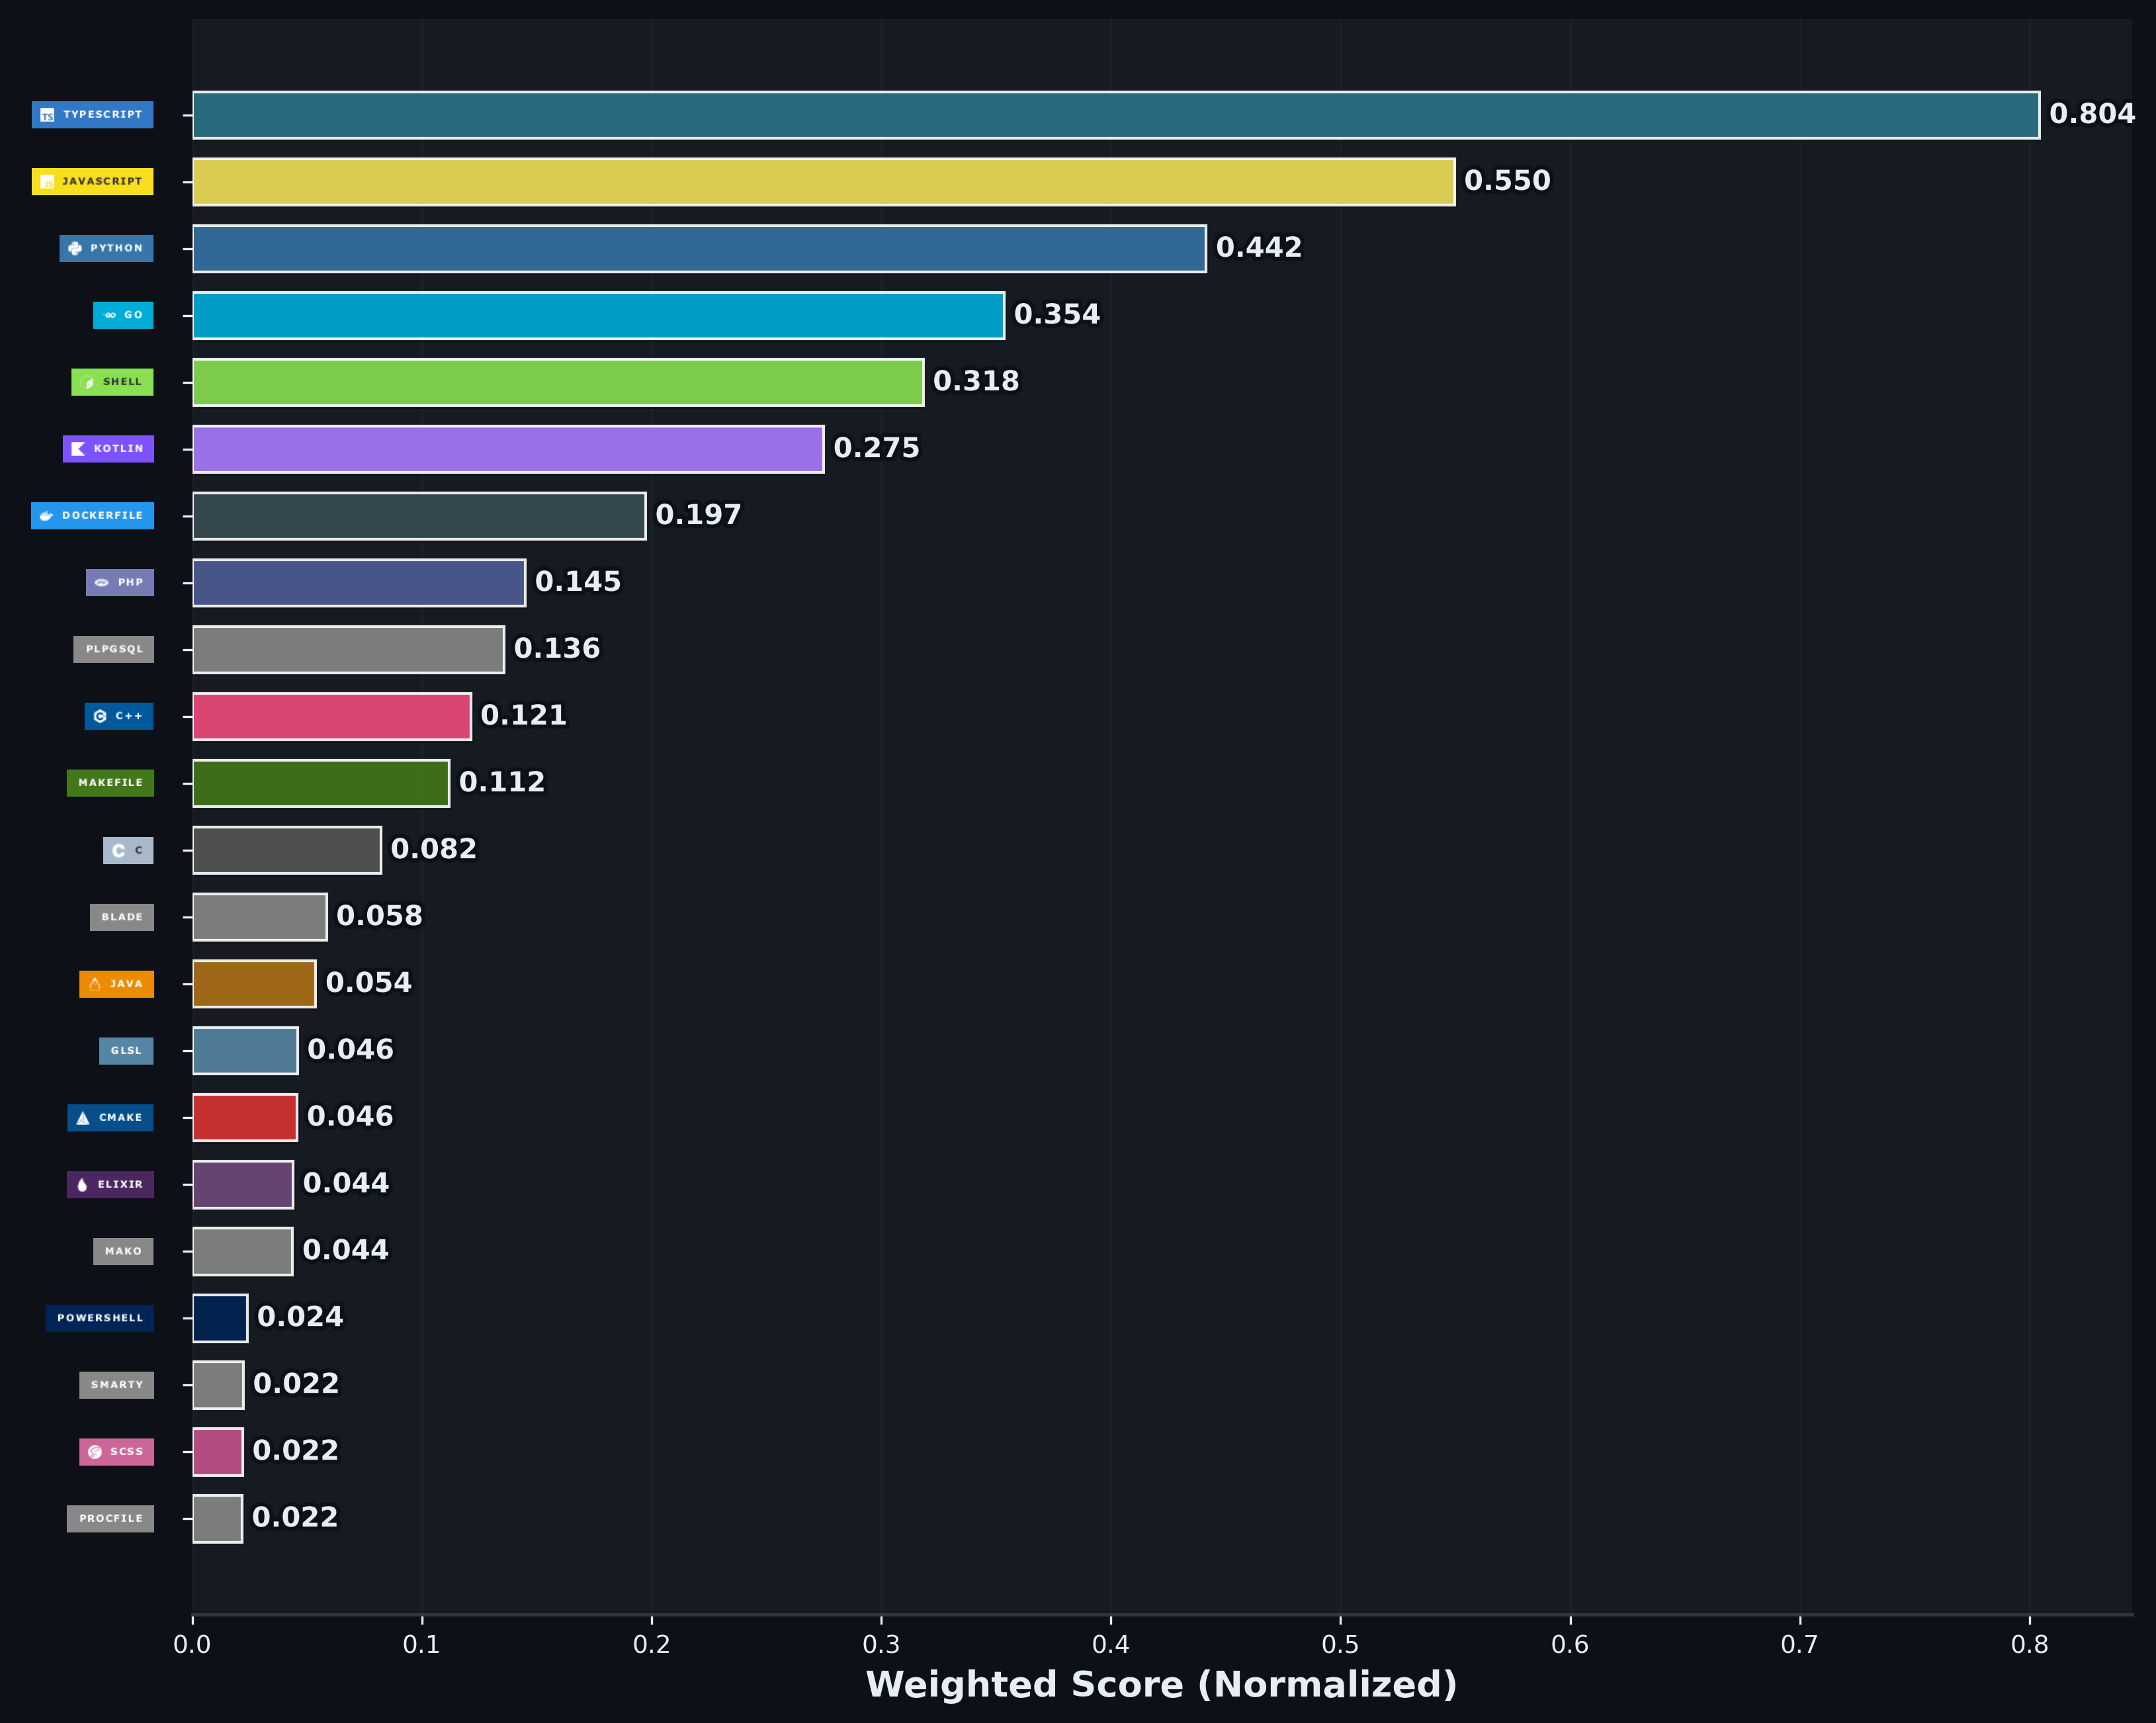 TYPESCRIPT 0.804
JAVASCRIPT 0.550
PYTHON 0.442
GO 0.354
SHELL 0.318
KOTLIN 0.275
DOCKERFILE 0.197
PHP 0.145
PLPGSQL 0.136
C++ 0.121
MAKEFILE 0.112
C 0.082
BLADE 0.058
JAVA 0.054
GLSL 0.046
CMAKE 0.046
ELIXIR 0.044
MAKO 0.044
POWERSHELL 0.024
SMARTY 0.022
SCSS 0.022
PROCFILE 0.022
0.0 0.1 0.2 0.3 0.4 0.5 0.6 0.7 0.8
Weighted Score (Normalized)